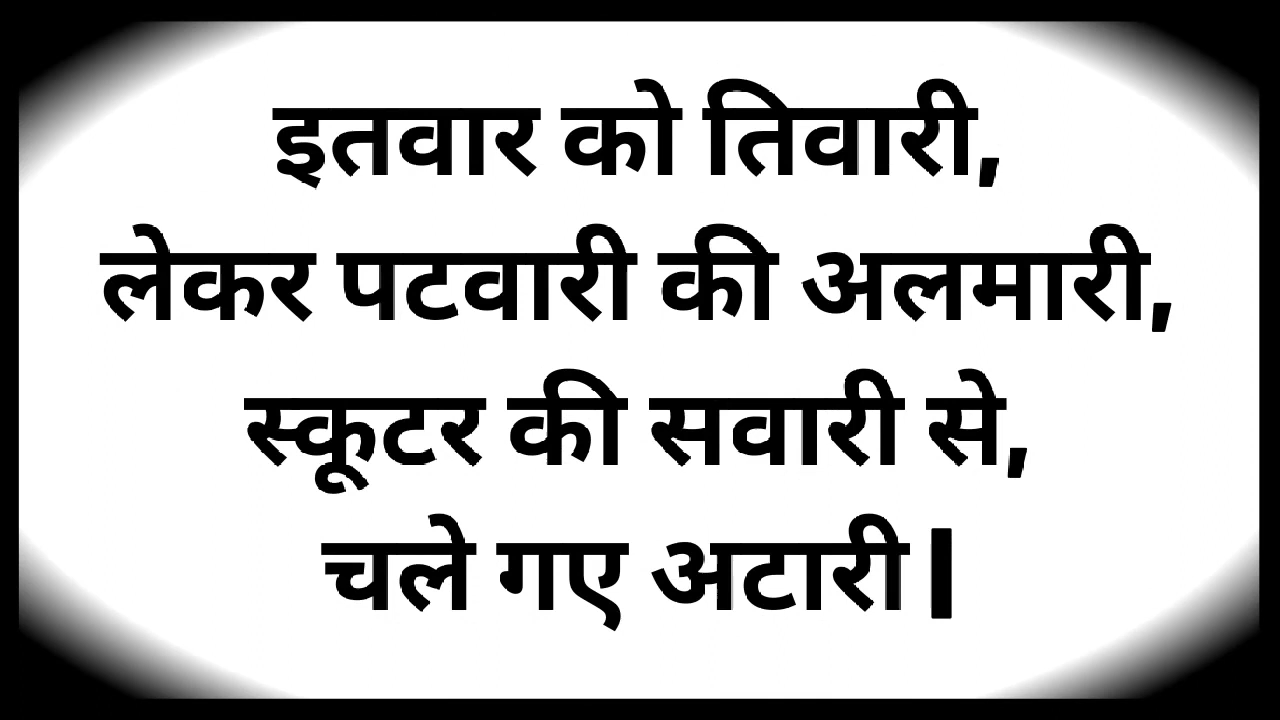 इतवार को तिवारी,
लेकर पटवारी की अलमारी,
स्कूटर की सवारी से,
चले गए अटारी।